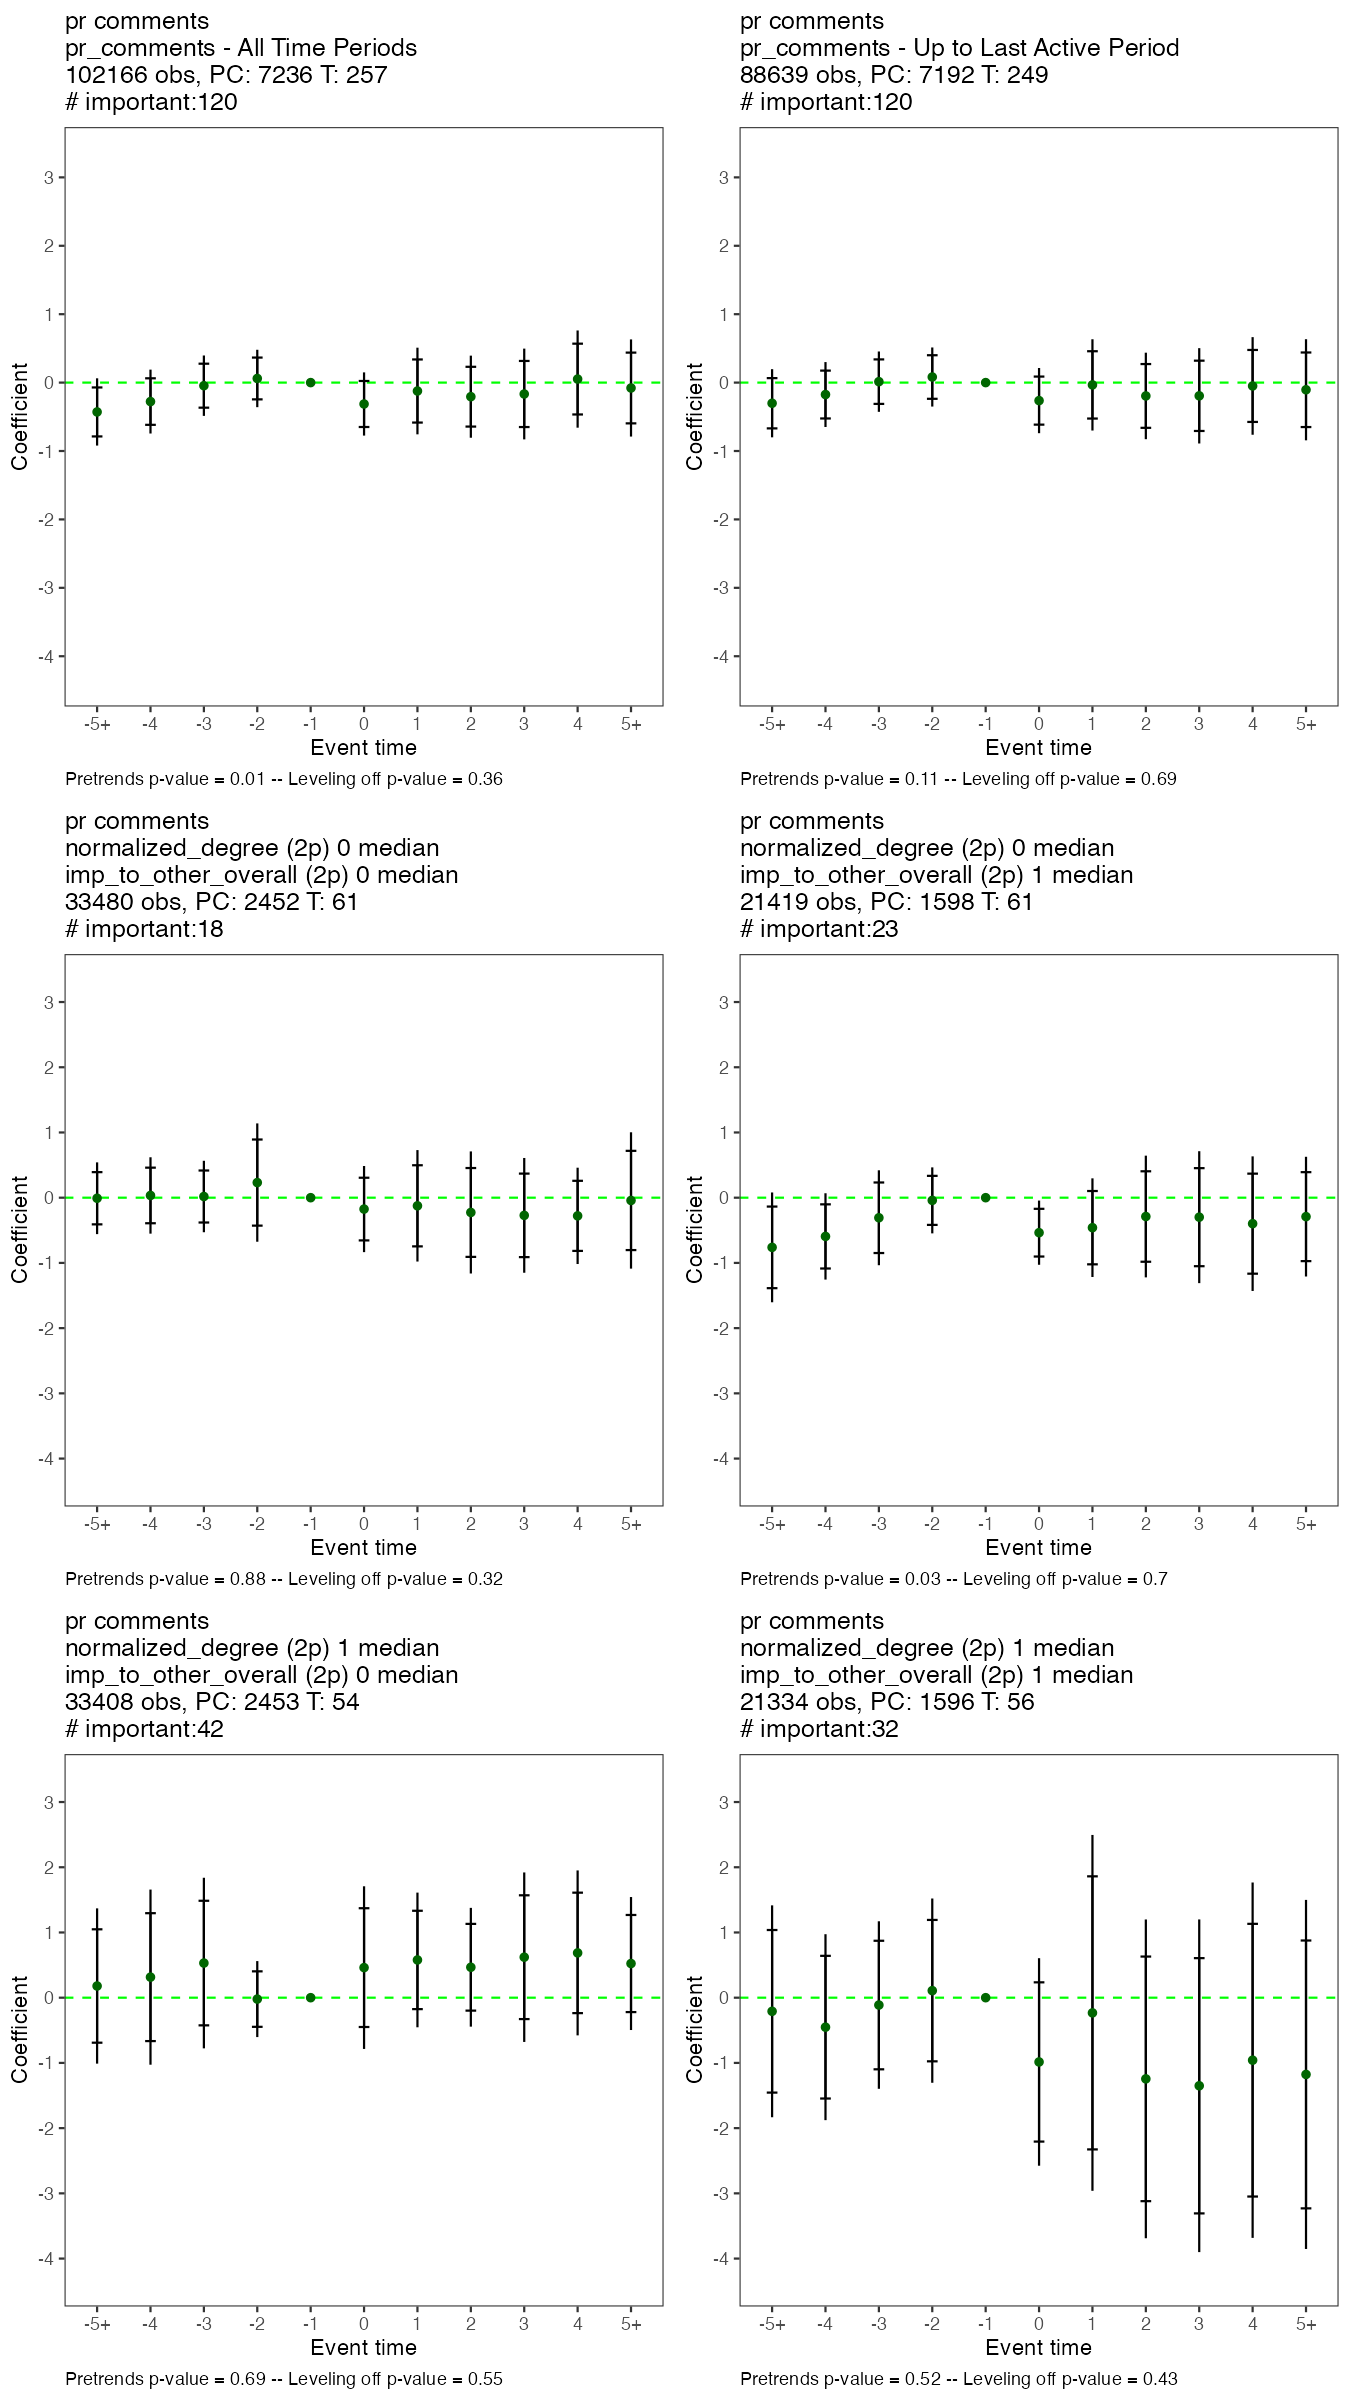 pr comments
pr_comments - All Time Periods
102166 obs, PC: 7236 T: 257
# important:120
3
2
1
0
-1
-2
-3
-4
Coefficient
-5+ -4 -3 -2 -1 0 1 2 3 4 5+
Event time
Pretrends p-value = 0.01 -- Leveling off p-value = 0.36
pr comments
pr_comments - Up to Last Active Period
88639 obs, PC: 7192 T: 249
# important:120
3
2
1
0
-1
-2
-3
-4
Coefficient
-5+ -4 -3 -2 -1 0 1 2 3 4 5+
Event time
Pretrends p-value = 0.11 -- Leveling off p-value = 0.69
pr comments
normalized_degree (2p) 0 median
imp_to_other_overall (2p) 0 median
33480 obs, PC: 2452 T: 61
# important:18
3
2
1
0
-1
-2
-3
-4
Coefficient
-5+ -4 -3 -2 -1 0 1 2 3 4 5+
Event time
Pretrends p-value = 0.88 -- Leveling off p-value = 0.32
pr comments
normalized_degree (2p) 0 median
imp_to_other_overall (2p) 1 median
21419 obs, PC: 1598 T: 61
# important:23
3
2
1
0
-1
-2
-3
-4
Coefficient
-5+ -4 -3 -2 -1 0 1 2 3 4 5+
Event time
Pretrends p-value = 0.03 -- Leveling off p-value = 0.7
pr comments
normalized_degree (2p) 1 median
imp_to_other_overall (2p) 0 median
33408 obs, PC: 2453 T: 54
# important:42
3
2
1
0
-1
-2
-3
-4
Coefficient
-5+ -4 -3 -2 -1 0 1 2 3 4 5+
Event time
Pretrends p-value = 0.69 -- Leveling off p-value = 0.55
pr comments
normalized_degree (2p) 1 median
imp_to_other_overall (2p) 1 median
21334 obs, PC: 1596 T: 56
# important:32
3
2
1
0
-1
-2
-3
-4
Coefficient
-5+ -4 -3 -2 -1 0 1 2 3 4 5+
Event time
Pretrends p-value = 0.52 -- Leveling off p-value = 0.43